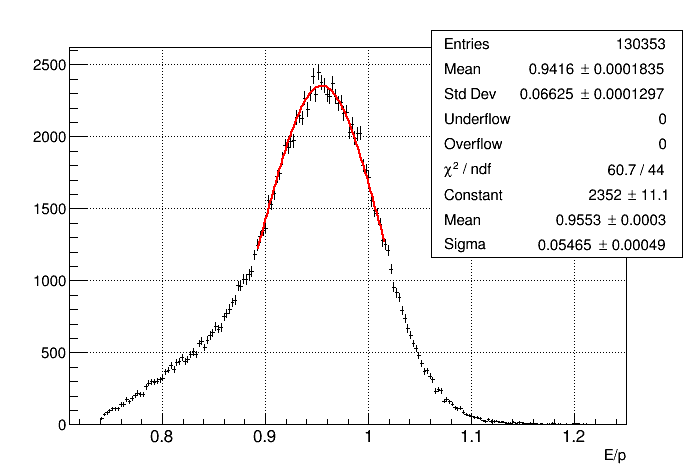 Entries 130353
Mean 0.9416 ± 0.0001835
Std Dev 0.06625 ± 0.0001297
Underflow 0
Overflow 0
χ² / ndf 60.7 / 44
Constant 2352 ± 11.1
Mean 0.9553 ± 0.0003
Sigma 0.05465 ± 0.00049
2500
2000
1500
1000
500
0
0.8 0.9 1 1.1 1.2
E/p